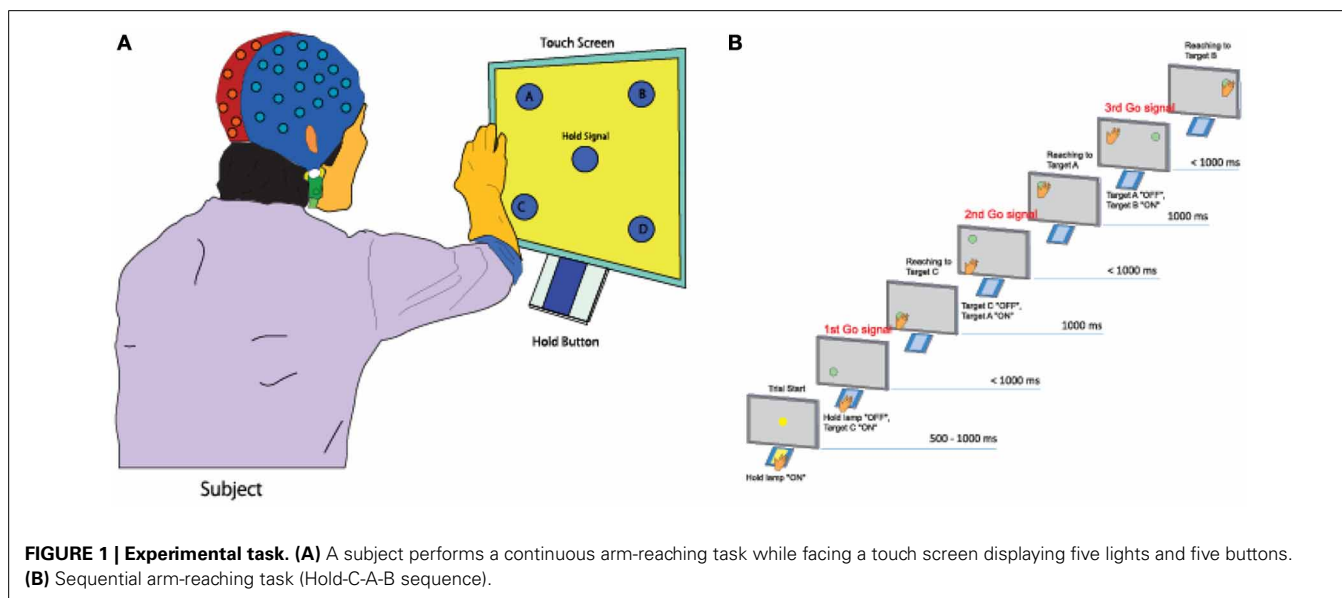 A
Touch Screen
A
B
Hold Signal
C
D
Hold Button
Subject
B
Reaching to
Target B
3rd Go signal
< 1000 ms
Reaching to
Target A
Target A "OFF",
Target B "ON"
1000 ms
2nd Go signal
< 1000 ms
Reaching to
Target C
Target C "OFF",
Target A "ON"
1000 ms
1st Go signal
< 1000 ms
Trial Start
Hold lamp "OFF",
Target C "ON"
500 - 1000 ms
Hold lamp "ON"
FIGURE 1 | Experimental task. (A) A subject performs a continuous arm-reaching task while facing a touch screen displaying five lights and five buttons.
(B) Sequential arm-reaching task (Hold-C-A-B sequence).